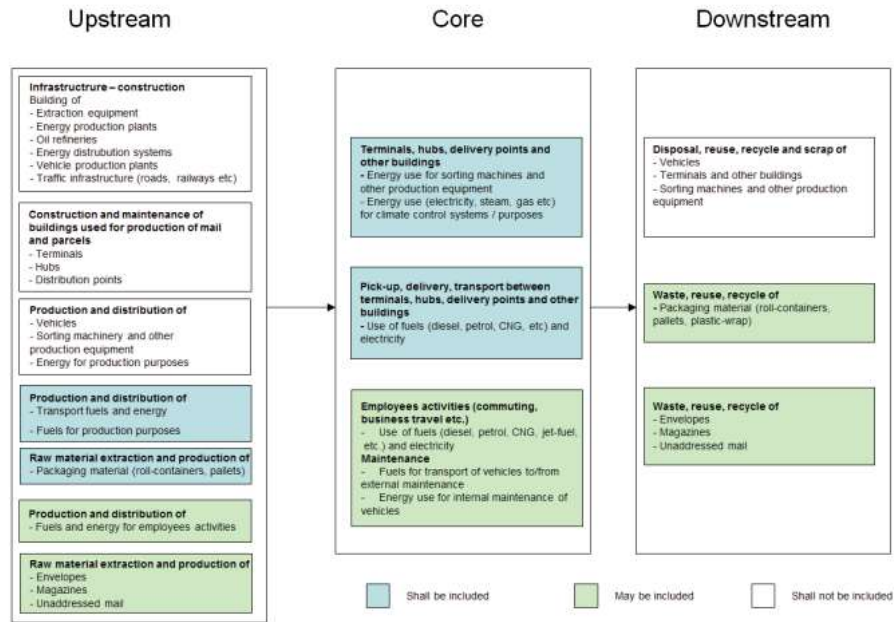 Upstream
Core
Downstream
Infrastrructure – construction
Building of
- Extraction equipment
- Energy production plants
- Oil refineries
- Energy distrubution systems
- Vehicle production plants
- Traffic infrastructure (roads, railways etc)
Construction and maintenance of
buildings used for production of mail
and parcels
- Terminals
- Hubs
- Distribution points
Production and distribution of
- Vehicles
- Sorting machinery and other
production equipment
- Energy for production purposes
Production and distribution of
- Transport fuels and energy
- Fuels for production purposes
Raw material extraction and production of
- Packaging material (roll-containers, pallets)
Production and distribution of
- Fuels and energy for employees activities
Raw material extraction and production of
- Envelopes
- Magazines
- Unaddressed mail
Terminals, hubs, delivery points and
other buildings
- Energy use for sorting machines and
other production equipment
- Energy use (electricity, steam, gas etc)
for climate control systems / purposes
Pick-up, delivery, transport between
terminals, hubs, delivery points and other
buildings
- Use of fuels (diesel, petrol, CNG, etc) and
electricity
Employees activities (commuting,
business travel etc.)
- Use of fuels (diesel, petrol, CNG, jet-fuel,
etc.) and electricity
Maintenance
- Fuels for transport of vehicles to/from
external maintenance
- Energy use for internal maintenance of
vehicles
Disposal, reuse, recycle and scrap of
- Vehicles
- Terminals and other buildings
- Sorting machines and other production
equipment
Waste, reuse, recycle of
- Packaging material (roll-containers,
pallets, plastic-wrap)
Waste, reuse, recycle of
- Envelopes
- Magazines
- Unaddressed mail
Shall be included
May be included
Shall not be included